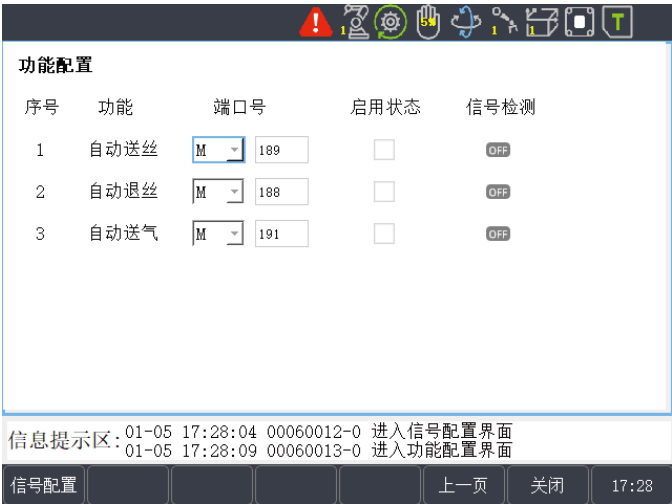 1 5% 1 1 T
功能配置
序号 功能 端口号 启用状态 信号检测
1 自动送丝 M 189 OFF
2 自动退丝 M 188 OFF
3 自动送气 M 191 OFF
信息提示区: 01-05 17:28:04 00060012-0 进入信号配置界面
01-05 17:28:09 00060013-0 进入功能配置界面
信号配置 上一页 关闭 17:28